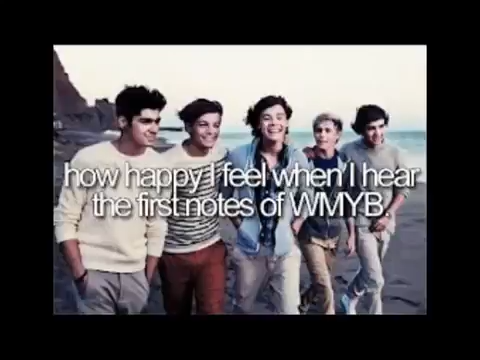 how happy I feel when I hear
the first notes of WMYB.